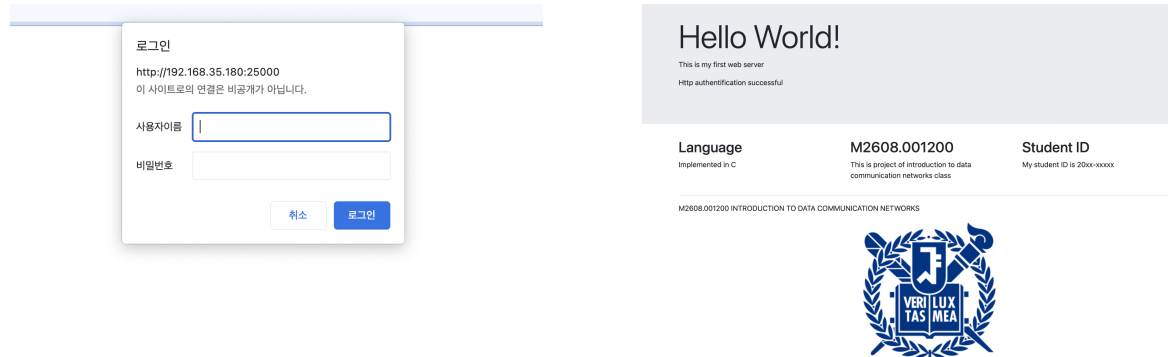 로그인
http://192.168.35.180:25000
이 사이트로의 연결은 비공개가 아닙니다.
사용자이름
비밀번호
취소
로그인
Hello World!
This is my first web server
Http authentification successful
Language
Implemented in C
M2608.001200
This is project of introduction to data
communication networks class
Student ID
My student ID is 20xx-xxxxx
M2608.001200 INTRODUCTION TO DATA COMMUNICATION NETWORKS
VERI LUX
TAS MEA